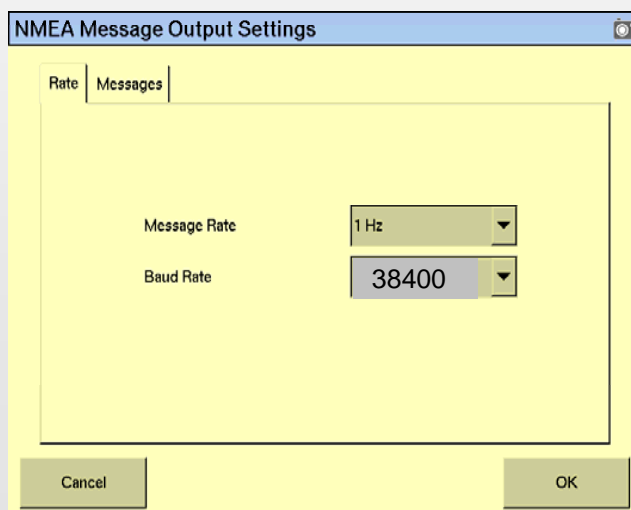 NMEA Message Output Settings
Rate Messages
Message Rate 1 Hz
Baud Rate 38400
Cancel OK